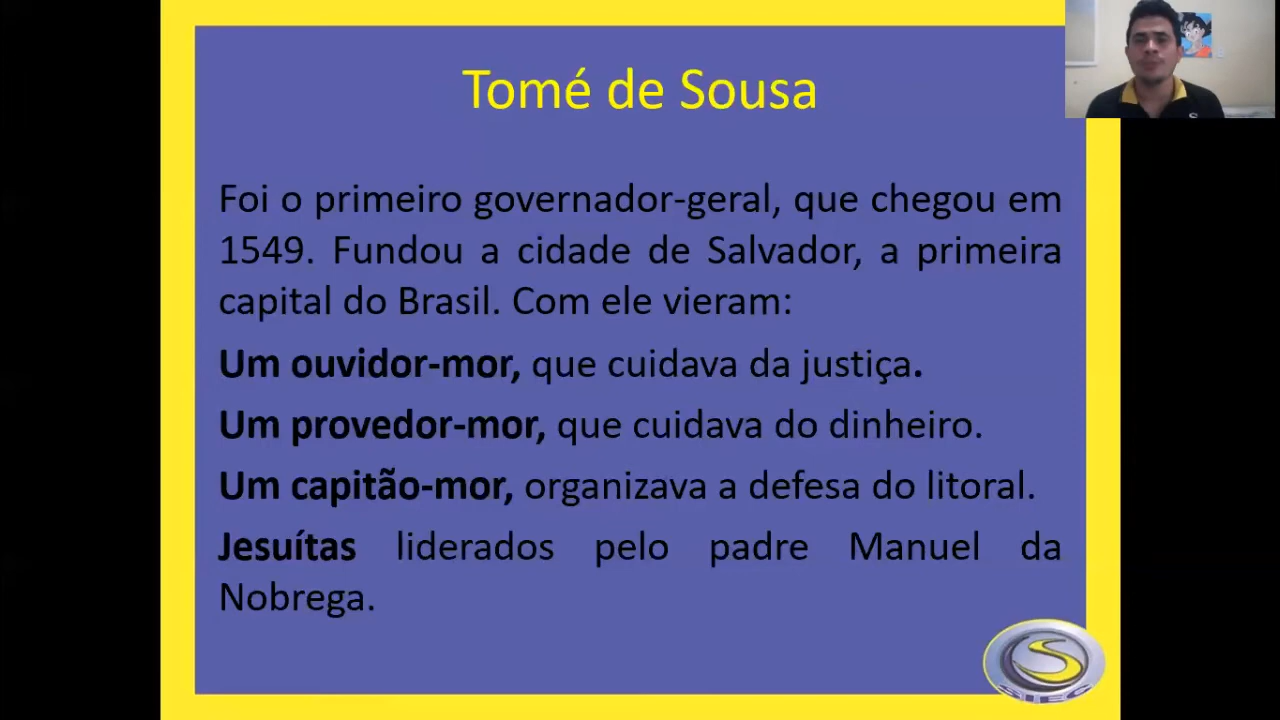 Tomé de Sousa
Foi o primeiro governador-geral, que chegou em
1549. Fundou a cidade de Salvador, a primeira
capital do Brasil. Com ele vieram:
Um ouvidor-mor, que cuidava da justiça.
Um provedor-mor, que cuidava do dinheiro.
Um capitão-mor, organizava a defesa do litoral.
Jesuítas liderados pelo padre Manuel da
Nobrega.